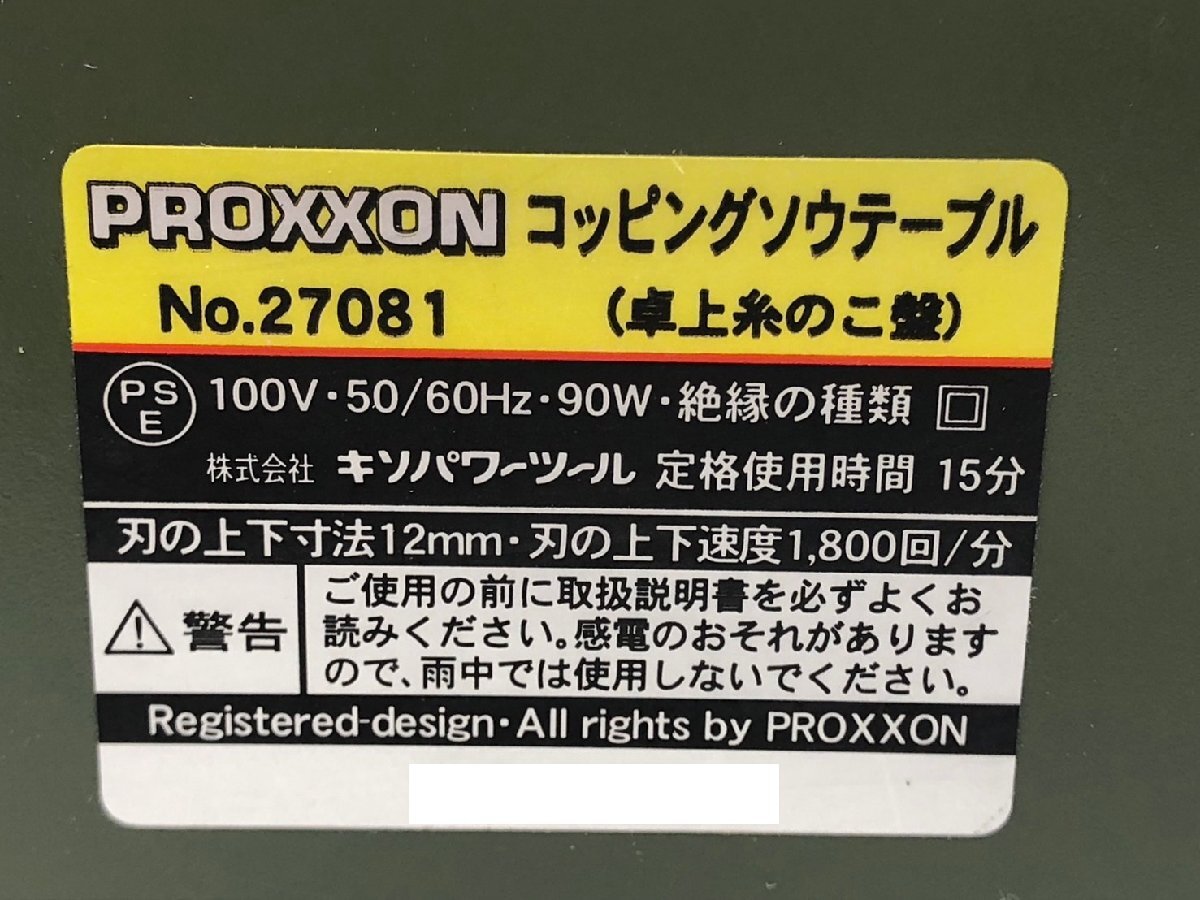 PROXXON コッピングソウテーブル
No.27081 (卓上糸のこ盤)
PSE 100V・50/60Hz・90W・絶縁の種類 回
株式会社 キソパワーツール 定格使用時間 15分
刃の上下寸法12mm・刃の上下速度1,800回/分
警告
ご使用の前に取扱説明書を必ずよくお
読みください。感電のおそれがあります
ので、雨中では使用しないでください。
Registered-design・All rights by PROXXON